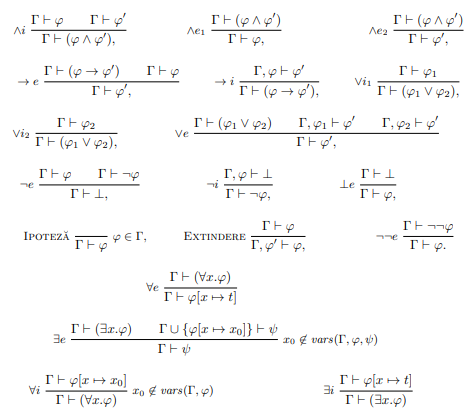 ∧i Γ ⊢ φ Γ ⊢ φ′ / Γ ⊢ (φ ∧ φ′), ∧e₁ Γ ⊢ (φ ∧ φ′) / Γ ⊢ φ, ∧e₂ Γ ⊢ (φ ∧ φ′) / Γ ⊢ φ′,
→ e Γ ⊢ (φ → φ′) Γ ⊢ φ / Γ ⊢ φ′, → i Γ, φ ⊢ φ′ / Γ ⊢ (φ → φ′), ∨i₁ Γ ⊢ φ₁ / Γ ⊢ (φ₁ ∨ φ₂),
∨i₂ Γ ⊢ φ₂ / Γ ⊢ (φ₁ ∨ φ₂), ∨e Γ ⊢ (φ₁ ∨ φ₂) Γ, φ₁ ⊢ φ′ Γ, φ₂ ⊢ φ′ / Γ ⊢ φ′,
¬e Γ ⊢ φ Γ ⊢ ¬φ / Γ ⊢ ⊥, ¬i Γ, φ ⊢ ⊥ / Γ ⊢ ¬φ, ⊥e Γ ⊢ ⊥ / Γ ⊢ φ,
IPOTEZĂ / Γ ⊢ φ φ ∈ Γ, EXTINDERE Γ ⊢ φ / Γ, φ′ ⊢ φ, ¬¬e Γ ⊢ ¬¬φ / Γ ⊢ φ.
∀e Γ ⊢ (∀x.φ) / Γ ⊢ φ[x ↦ t]
∃e Γ ⊢ (∃x.φ) Γ ∪ {φ[x ↦ x₀]} ⊢ ψ / Γ ⊢ ψ x₀ ∉ vars(Γ, φ, ψ)
∀i Γ ⊢ φ[x ↦ x₀] / Γ ⊢ (∀x.φ) x₀ ∉ vars(Γ, φ) ∃i Γ ⊢ φ[x ↦ t] / Γ ⊢ (∃x.φ)